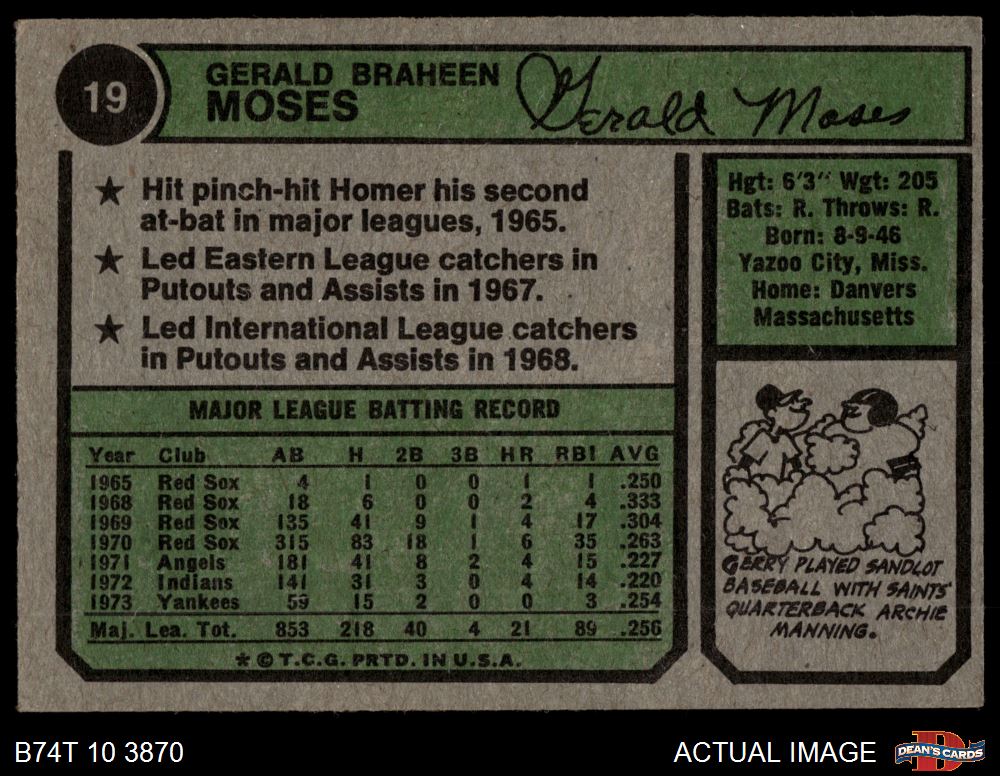 19
GERALD BRAHEEN
MOSES
Gerald Moses
★ Hit pinch-hit Homer his second
at-bat in major leagues, 1965.
★ Led Eastern League catchers in
Putouts and Assists in 1967.
★ Led International League catchers
in Putouts and Assists in 1968.
MAJOR LEAGUE BATTING RECORD
Year Club AB H 2B 3B HR RBI AVG
1965 Red Sox 4 1 0 0 1 1 .250
1968 Red Sox 18 6 0 0 2 4 .333
1969 Red Sox 135 41 9 1 4 17 .304
1970 Red Sox 315 83 18 1 6 35 .263
1971 Angels 181 41 8 2 4 15 .227
1972 Indians 141 31 3 0 4 14 .220
1973 Yankees 59 15 2 0 0 3 .254
Maj. Lea. Tot. 853 218 40 4 21 89 .256
* © T.C.G. PRTD. IN U.S.A.
Hgt: 6'3" Wgt: 205
Bats: R. Throws: R.
Born: 8-9-46
Yazoo City, Miss.
Home: Danvers
Massachusetts
GERRY PLAYED SANDLOT
BASEBALL WITH SAINTS'
QUARTERBACK ARCHIE
MANNING.
B74T 10 3870
ACTUAL IMAGE
DEAN'S CARDS